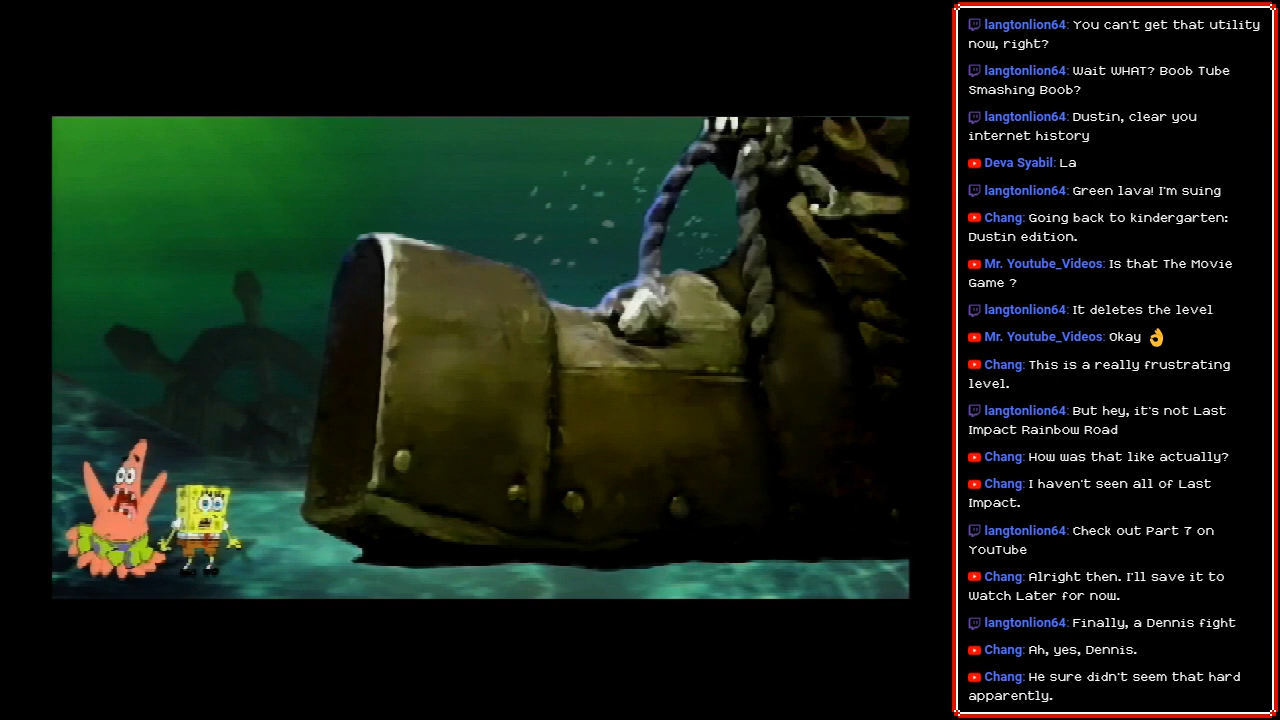 langtonlion64: You can't get that utility
now, right?
langtonlion64: Wait WHAT? Boob Tube
Smashing Boob?
langtonlion64: Dustin, clear you
internet history
Deva Syabil: La
langtonlion64: Green lava! I'm suing
Chang: Going back to kindergarten:
Dustin edition.
Mr. Youtube_Videos: Is that The Movie
Game ?
langtonlion64: It deletes the level
Mr. Youtube_Videos: Okay 👌
Chang: This is a really frustrating
level.
langtonlion64: But hey, it's not Last
Impact Rainbow Road
Chang: How was that like actually?
Chang: I haven't seen all of Last
Impact.
langtonlion64: Check out Part 7 on
YouTube
Chang: Alright then. I'll save it to
Watch Later for now.
langtonlion64: Finally, a Dennis fight
Chang: Ah, yes, Dennis.
Chang: He sure didn't seem that hard
apparently.